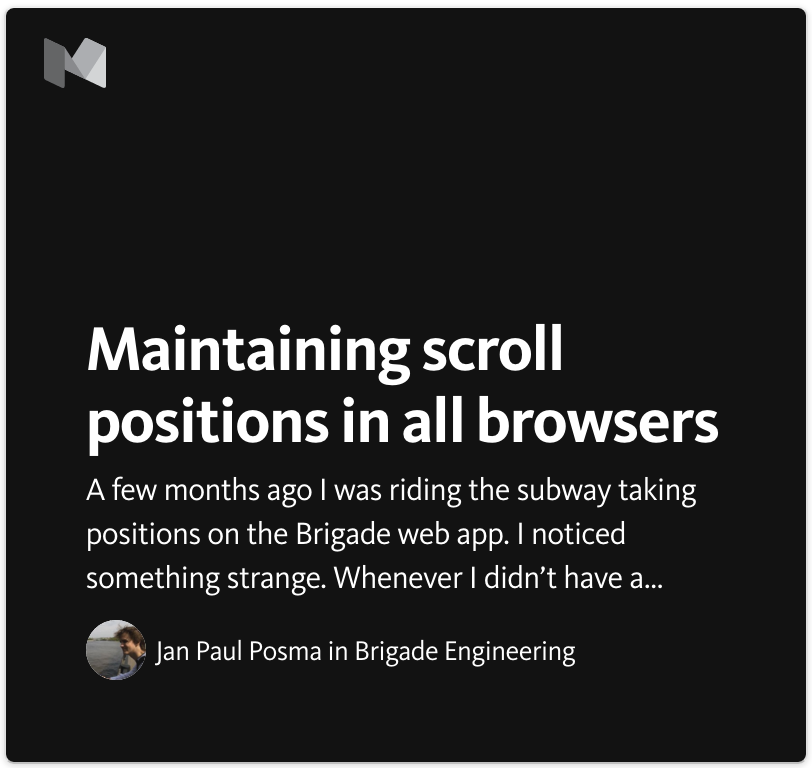 Maintaining scroll
positions in all browsers
A few months ago I was riding the subway taking
positions on the Brigade web app. I noticed
something strange. Whenever I didn’t have a...
Jan Paul Posma in Brigade Engineering